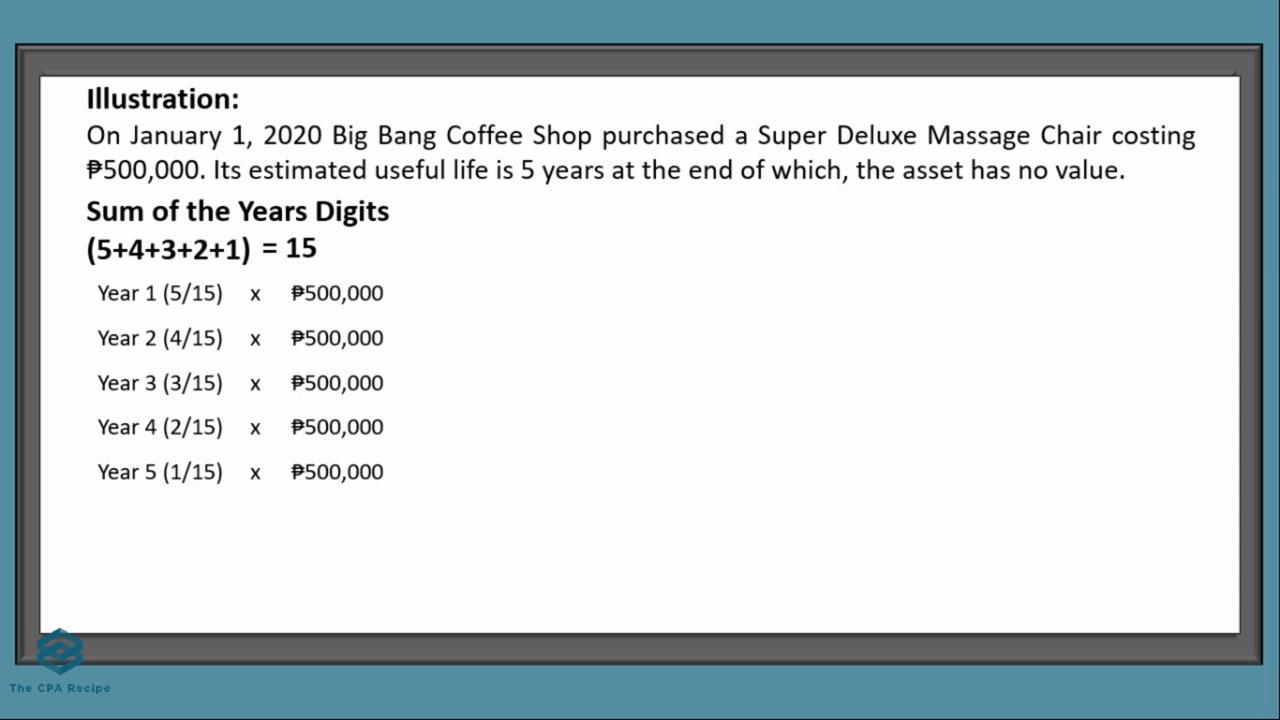 Illustration:
On January 1, 2020 Big Bang Coffee Shop purchased a Super Deluxe Massage Chair costing
₱500,000. Its estimated useful life is 5 years at the end of which, the asset has no value.
Sum of the Years Digits
(5+4+3+2+1) = 15
Year 1 (5/15) x ₱500,000
Year 2 (4/15) x ₱500,000
Year 3 (3/15) x ₱500,000
Year 4 (2/15) x ₱500,000
Year 5 (1/15) x ₱500,000
The CPA Recipe